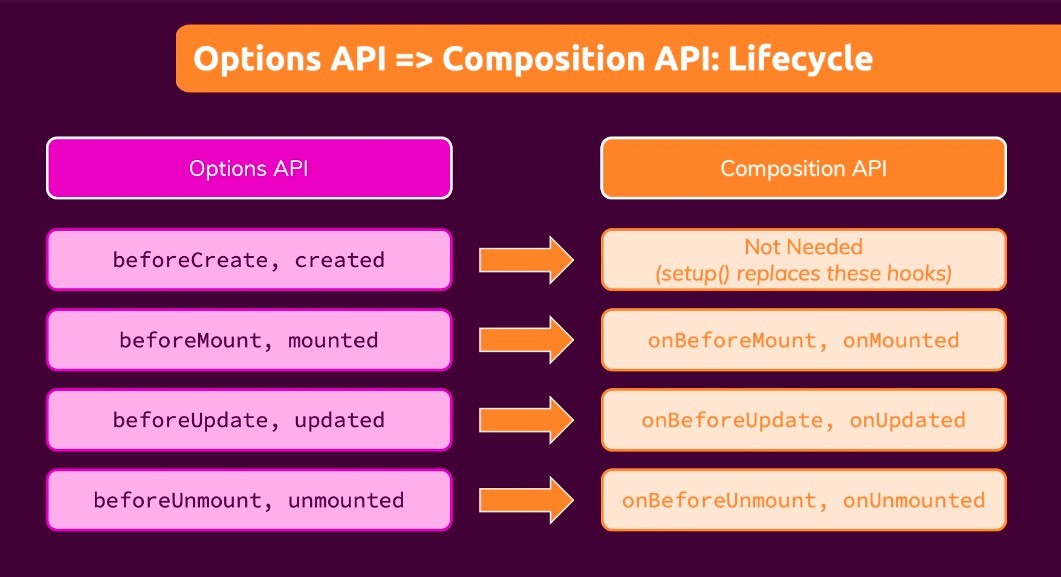 Options API => Composition API: Lifecycle
Options API
Composition API
beforeCreate, created
Not Needed
(setup() replaces these hooks)
beforeMount, mounted
onBeforeMount, onMounted
beforeUpdate, updated
onBeforeUpdate, onUpdated
beforeUnmount, unmounted
onBeforeUnmount, onUnmounted